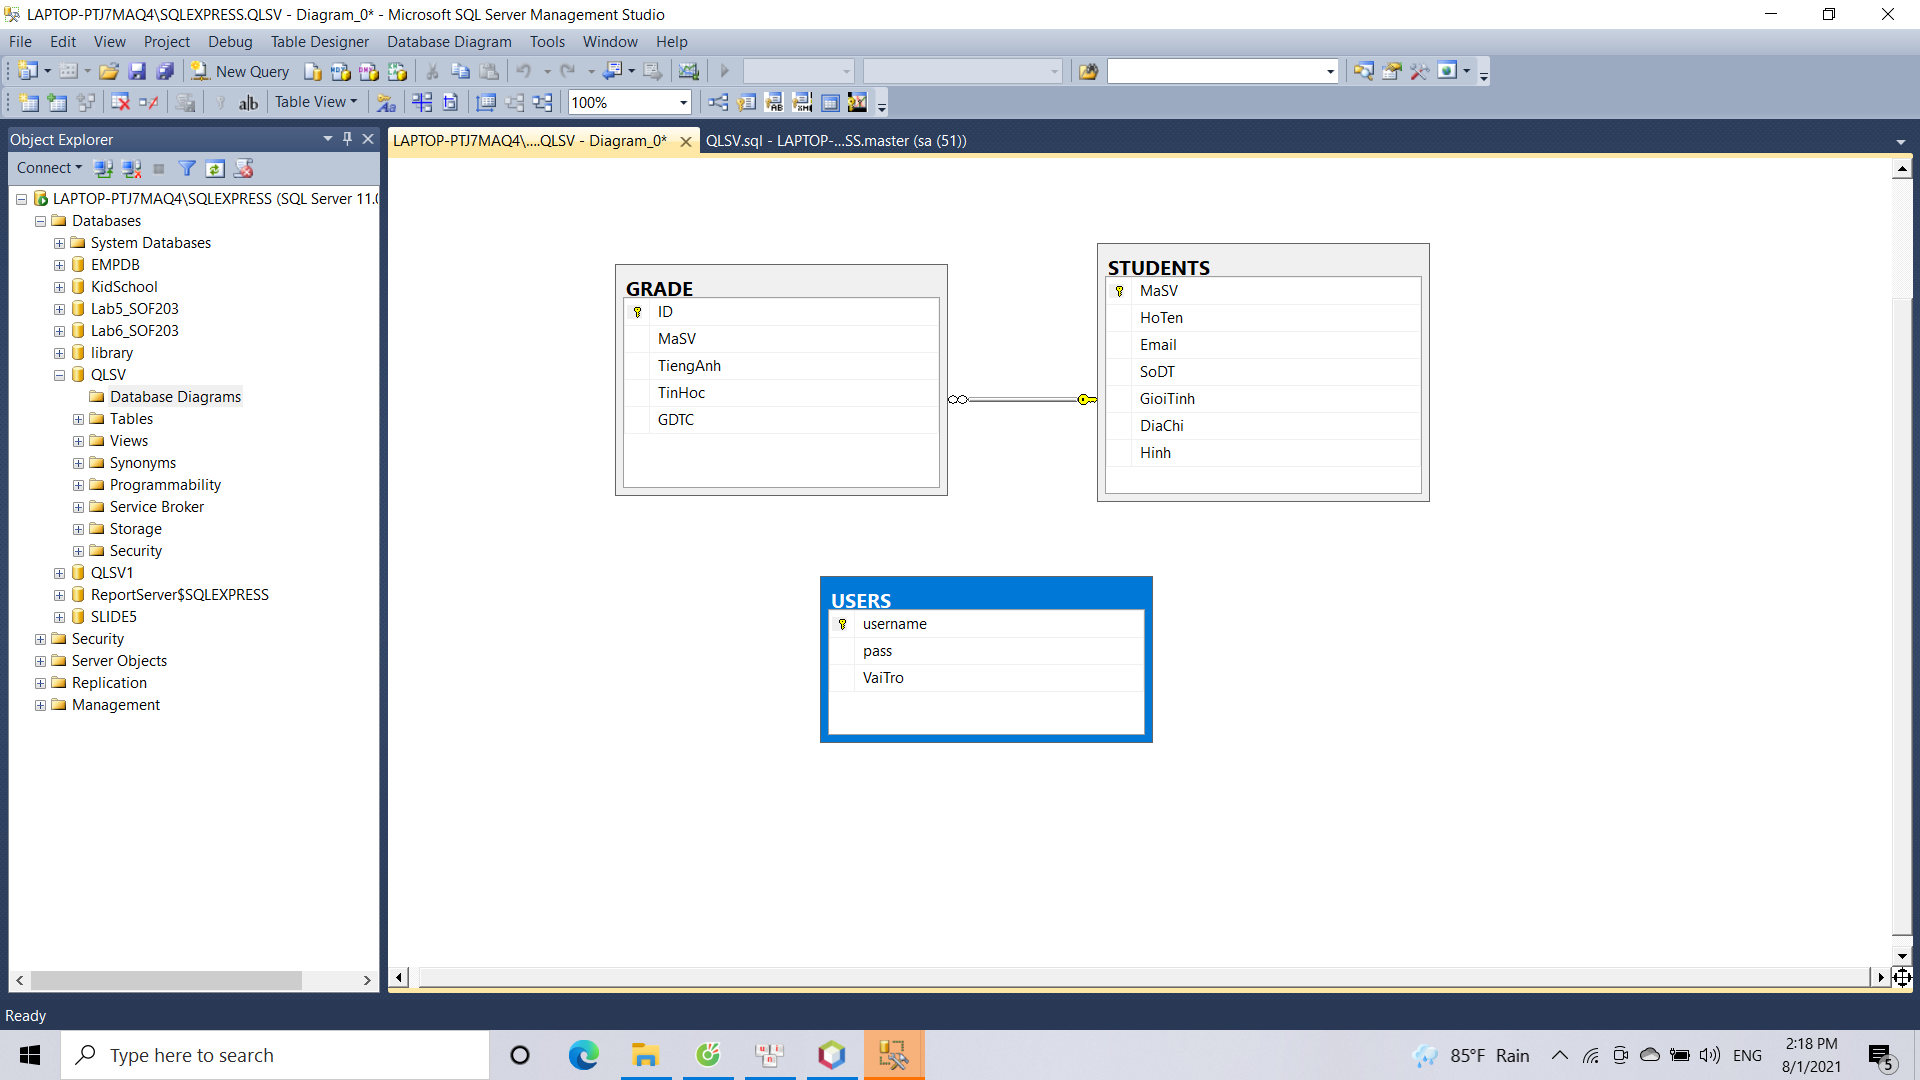 LAPTOP-PTJ7MAQ4\SQLEXPRESS.QLSV - Diagram_0* - Microsoft SQL Server Management Studio
File Edit View Project Debug Table Designer Database Diagram Tools Window Help
New Query
Table View 100%
Object Explorer
LAPTOP-PTJ7MAQ4\....QLSV - Diagram_0* QLSV.sql - LAPTOP-...SS.master (sa (51))
Connect
LAPTOP-PTJ7MAQ4\SQLEXPRESS (SQL Server 11.0
Databases
System Databases
EMPDB
KidSchool
Lab5_SOF203
Lab6_SOF203
library
QLSV
Database Diagrams
Tables
Views
Synonyms
Programmability
Service Broker
Storage
Security
QLSV1
ReportServer$SQLEXPRESS
SLIDE5
Security
Server Objects
Replication
Management
GRADE
ID
MaSV
TiengAnh
TinHoc
GDTC
STUDENTS
MaSV
HoTen
Email
SoDT
GioiTinh
DiaChi
Hinh
USERS
username
pass
VaiTro
Ready
Type here to search
85°F Rain
ENG
2:18 PM
8/1/2021
5